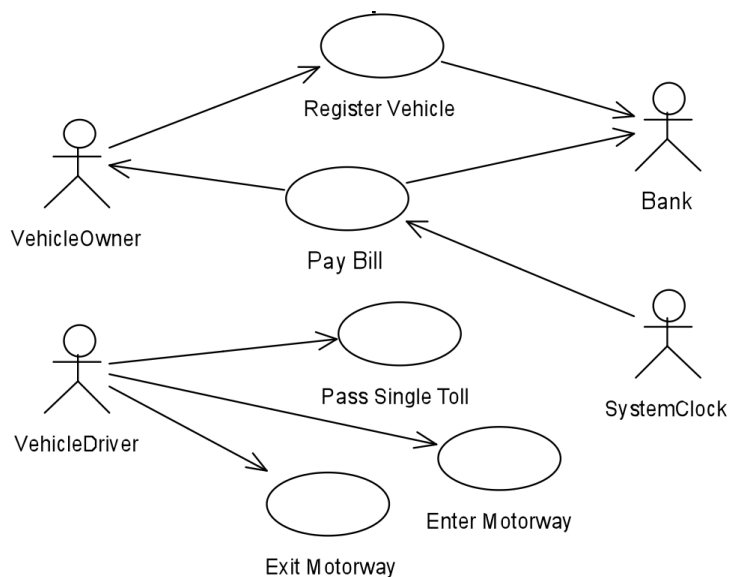 Register Vehicle
Bank
VehicleOwner
Pay Bill
Pass Single Toll
SystemClock
VehicleDriver
Enter Motorway
Exit Motorway